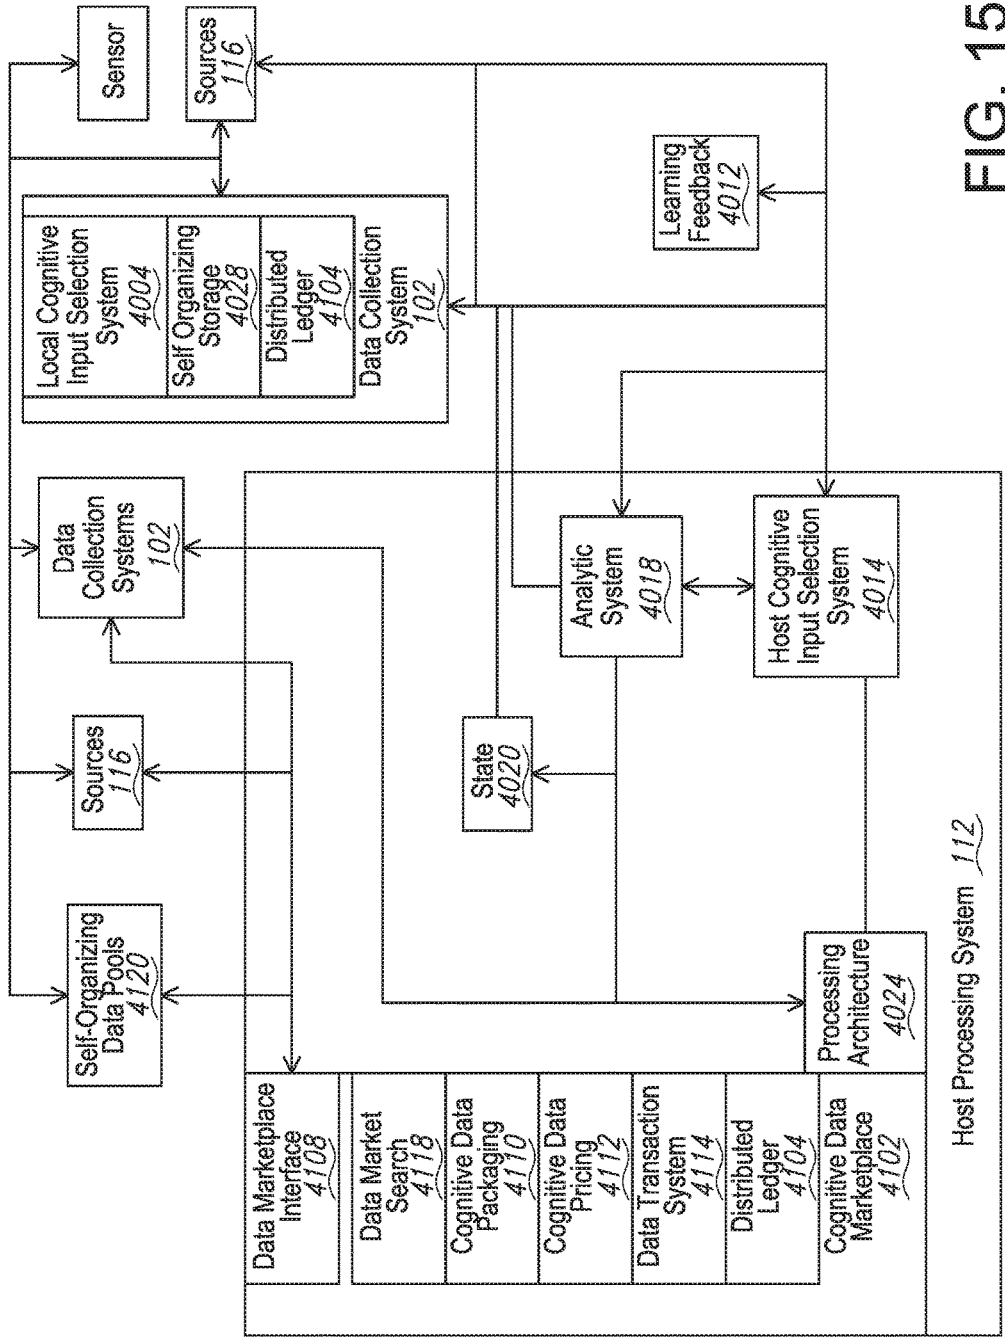 Sensor
Sources
116
Local Cognitive
Input Selection
System
4004
Self Organizing
Storage
4028
Distributed
Ledger
4104
Data Collection
System
102
Learning
Feedback
4012
Data
Collection
Systems
102
Sources
116
Self-Organizing
Data Pools
4120
Analytic
System
4018
Host Cognitive
Input Selection
System
4014
State
4020
Processing
Architecture
4024
Data Marketplace
Interface
4108
Data Market
Search
4118
Cognitive Data
Packaging
4110
Cognitive Data
Pricing
4112
Data Transaction
System
4114
Distributed
Ledger
4104
Cognitive Data
Marketplace
4102
Host Processing System 112
FIG. 15